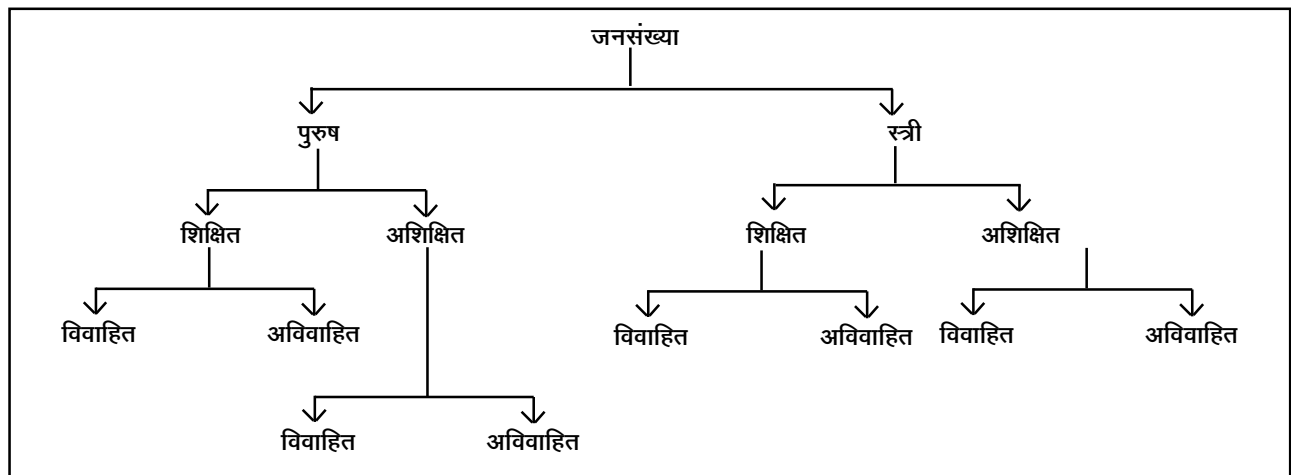 जनसंख्या
पुरुष स्त्री
शिक्षित अशिक्षित शिक्षित अशिक्षित
विवाहित अविवाहित विवाहित अविवाहित विवाहित अविवाहित
विवाहित अविवाहित